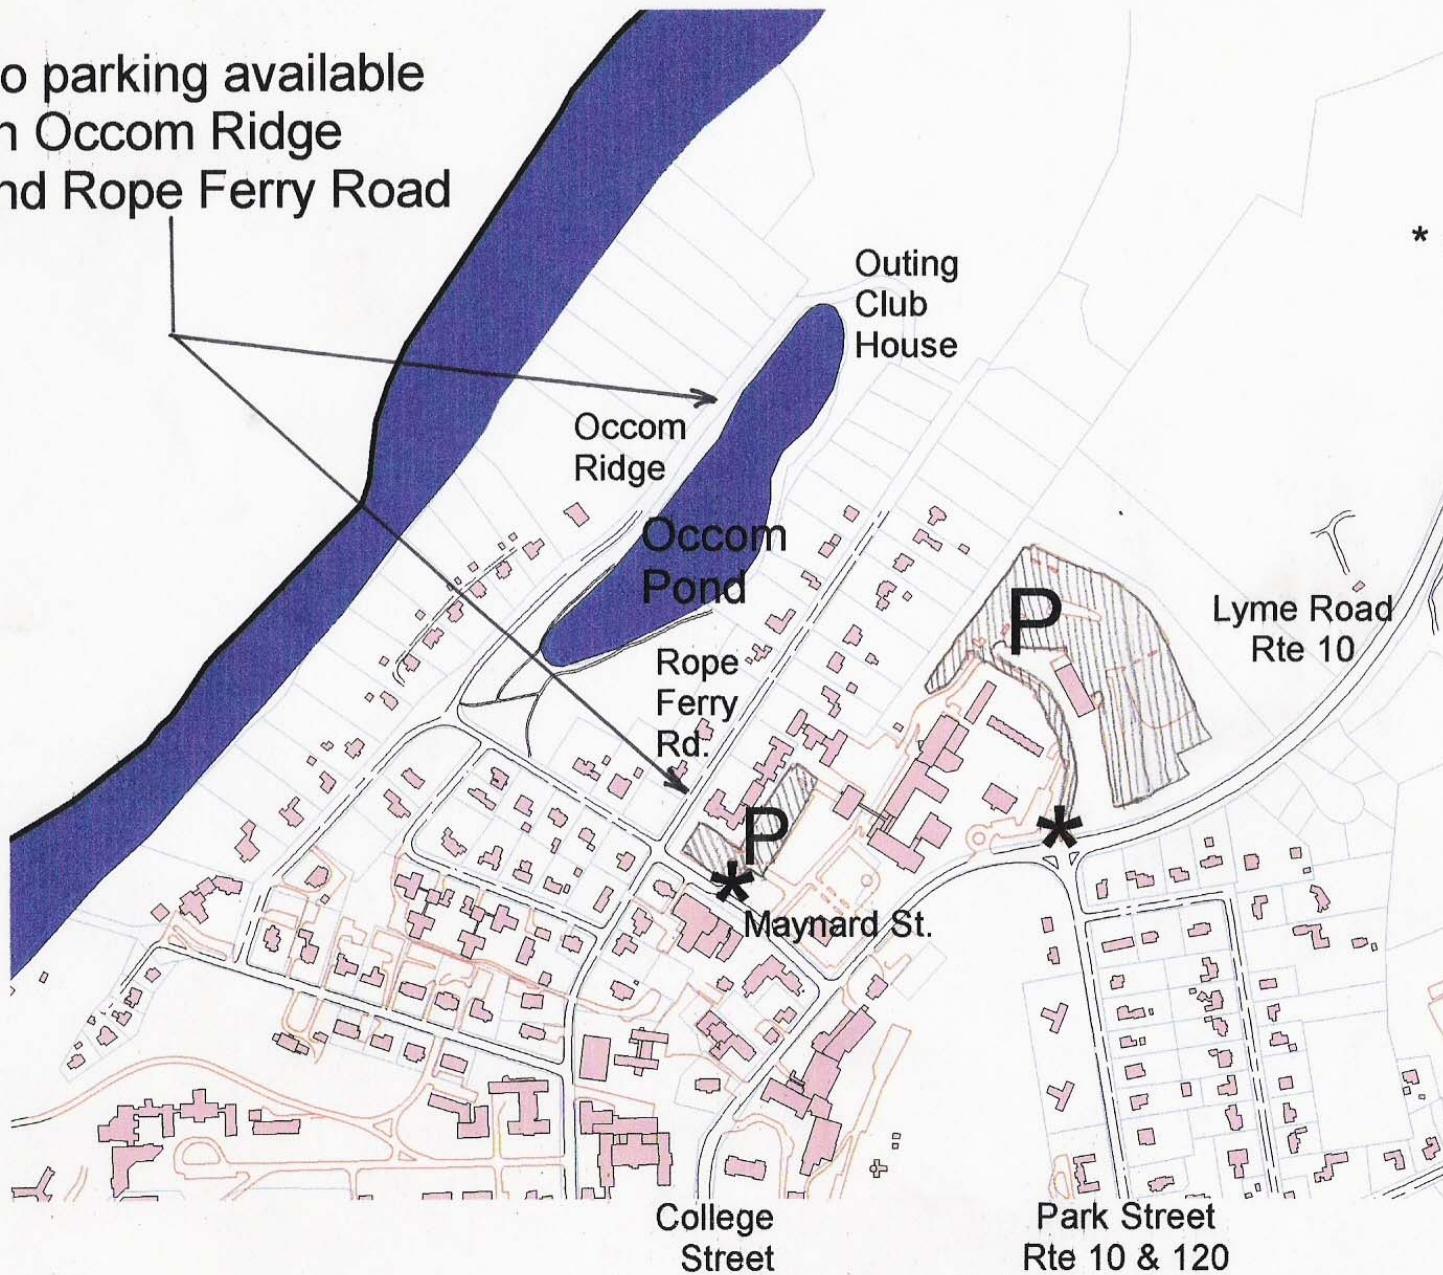 o parking available
n Occom Ridge
nd Rope Ferry Road
*
Outing
Club
House
Occom
Ridge
Occom
Pond
P
Lyme Road
Rte 10
Rope
Ferry
Rd.
P
*
*
Maynard St.
College
Street
Park Street
Rte 10 & 120